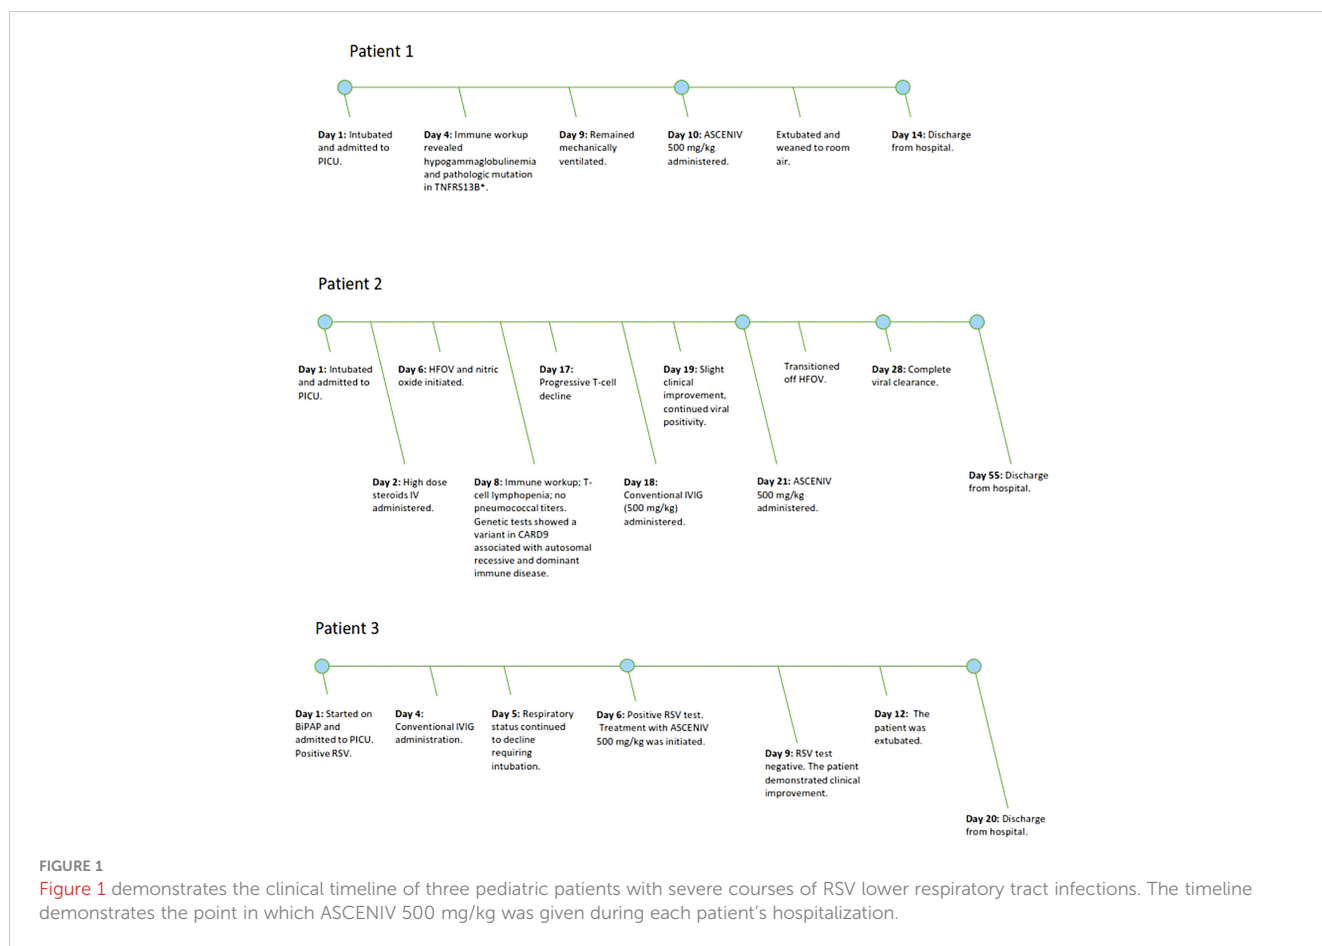 Patient 1
Day 1: Intubated
and admitted to
PICU.
Day 4: Immune workup
revealed
hypogammaglobulinemia
and pathologic mutation
in TNFRS13B*.
Day 9: Remained
mechanically
ventilated.
Day 10: ASCENIV
500 mg/kg
administered.
Extubated and
weaned to room
air.
Day 14: Discharge
from hospital.
Patient 2
Day 1: Intubated
and admitted to
PICU.
Day 6: HFOV and nitric
oxide initiated.
Day 17:
Progressive T-cell
decline
Day 19: Slight
clinical
improvement,
continued viral
positivity.
Transitioned
off HFOV.
Day 28: Complete
viral clearance.
Day 2: High dose
steroids IV
administered.
Day 8: Immune workup; T-
cell lymphopenia; no
pneumococcal titers.
Genetic tests showed a
variant in CARD9
associated with autosomal
recessive and dominant
immune disease.
Day 18:
Conventional IVIG
(500 mg/kg)
administered.
Day 21: ASCENIV
500 mg/kg
administered.
Day 55: Discharge
from hospital.
Patient 3
Day 1: Started on
BiPAP and
admitted to PICU.
Positive RSV.
Day 4:
Conventional IVIG
administration.
Day 5: Respiratory
status continued
to decline
requiring
intubation.
Day 6: Positive RSV test.
Treatment with ASCENIV
500 mg/kg was initiated.
Day 9: RSV test
negative. The patient
demonstrated clinical
improvement.
Day 12: The
patient was
extubated.
Day 20: Discharge
from hospital.
FIGURE 1
Figure 1 demonstrates the clinical timeline of three pediatric patients with severe courses of RSV lower respiratory tract infections. The timeline
demonstrates the point in which ASCENIV 500 mg/kg was given during each patient's hospitalization.